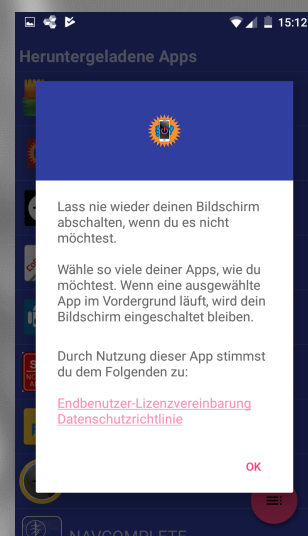 15:12
Heruntergeladene Apps
Lass nie wieder deinen Bildschirm
abschalten, wenn du es nicht
möchtest.
Wähle so viele deiner Apps, wie du
möchtest. Wenn eine ausgewählte
App im Vordergrund läuft, wird dein
Bildschirm eingeschaltet bleiben.
Durch Nutzung dieser App stimmst
du dem Folgenden zu:
Endbenutzer-Lizenzvereinbarung
Datenschutzrichtlinie
OK
NAVCOMPLETE